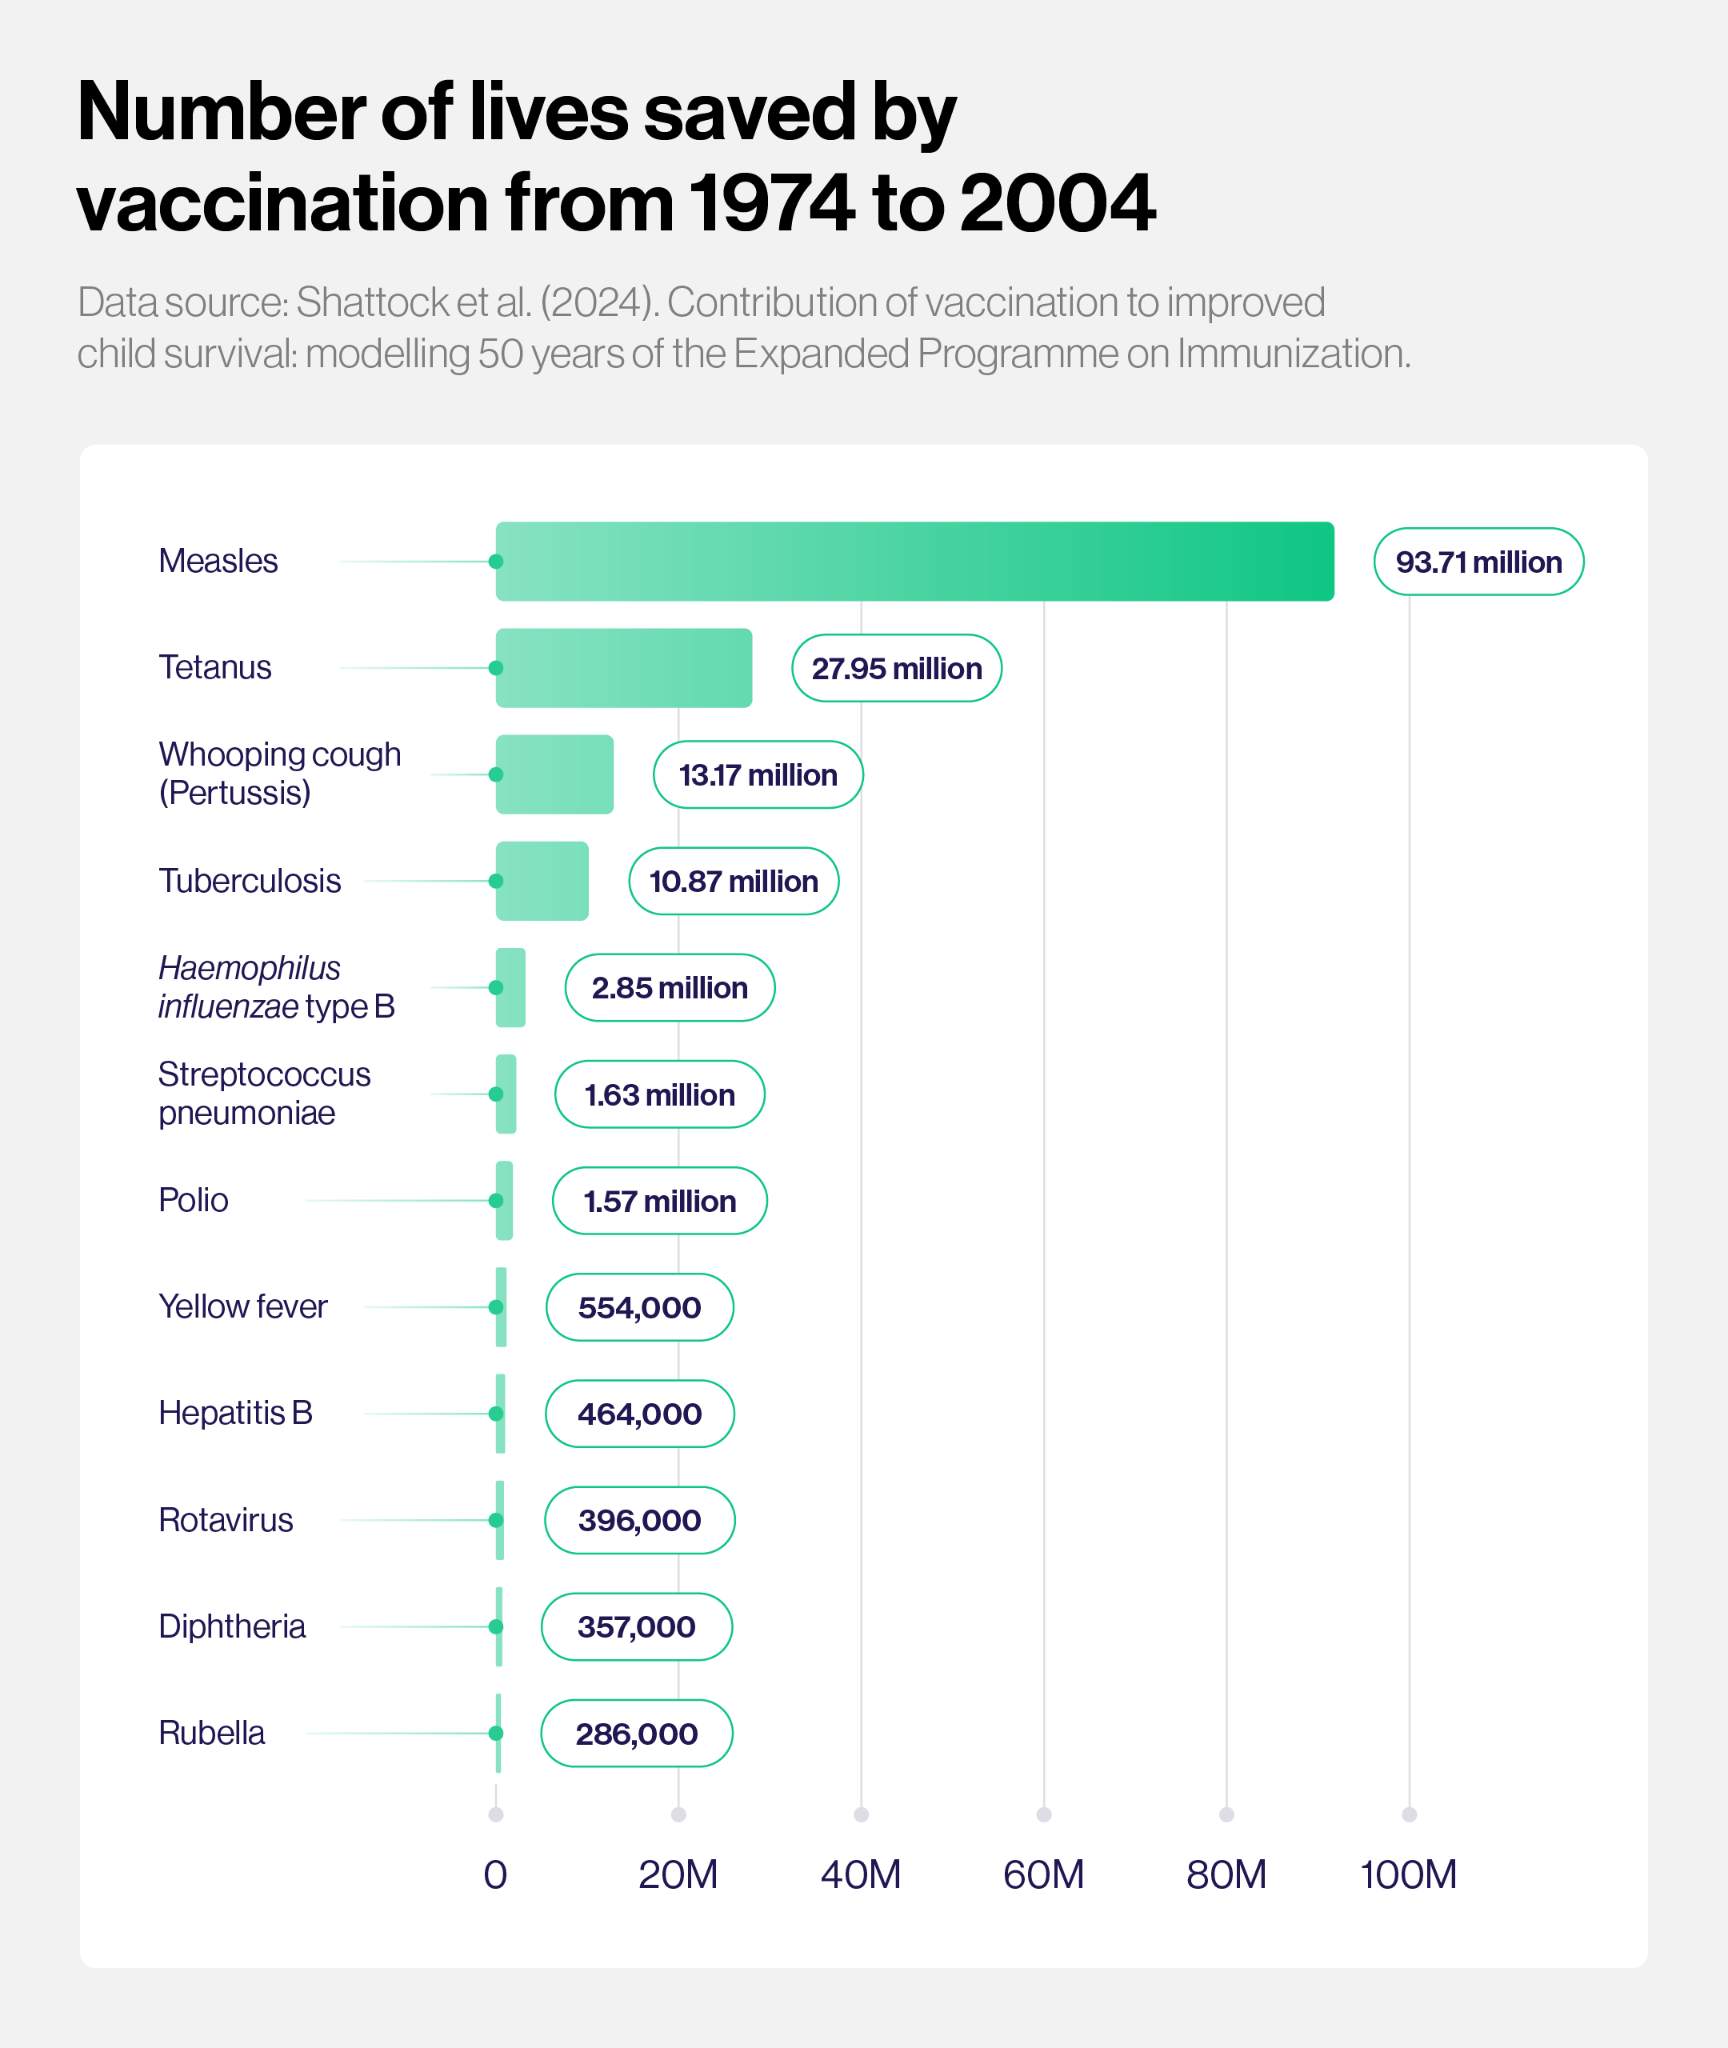 Number of lives saved by
vaccination from 1974 to 2004
Data source: Shattock et al. (2024). Contribution of vaccination to improved
child survival: modelling 50 years of the Expanded Programme on Immunization.
Measles
93.71 million
Tetanus
27.95 million
Whooping cough
(Pertussis)
13.17 million
Tuberculosis
10.87 million
Haemophilus
influenzae type B
2.85 million
Streptococcus
pneumoniae
1.63 million
Polio
1.57 million
Yellow fever
554,000
Hepatitis B
464,000
Rotavirus
396,000
Diphtheria
357,000
Rubella
286,000
0 20M 40M 60M 80M 100M